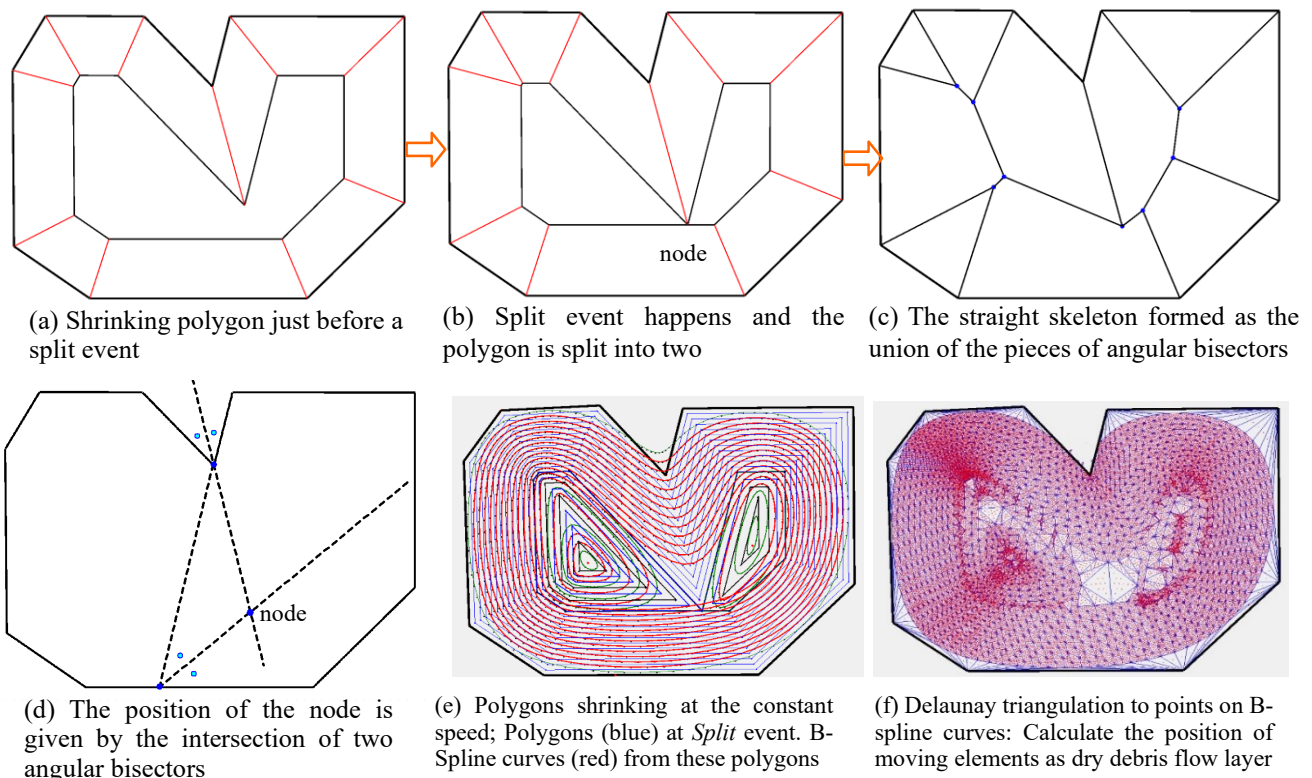 node
(a) Shrinking polygon just before a
split event
(b) Split event happens and the
polygon is split into two
(c) The straight skeleton formed as the
union of the pieces of angular bisectors
node
(d) The position of the node is
given by the intersection of two
angular bisectors
(e) Polygons shrinking at the constant
speed; Polygons (blue) at Split event. B-
Spline curves (red) from these polygons
(f) Delaunay triangulation to points on B-
spline curves: Calculate the position of
moving elements as dry debris flow layer